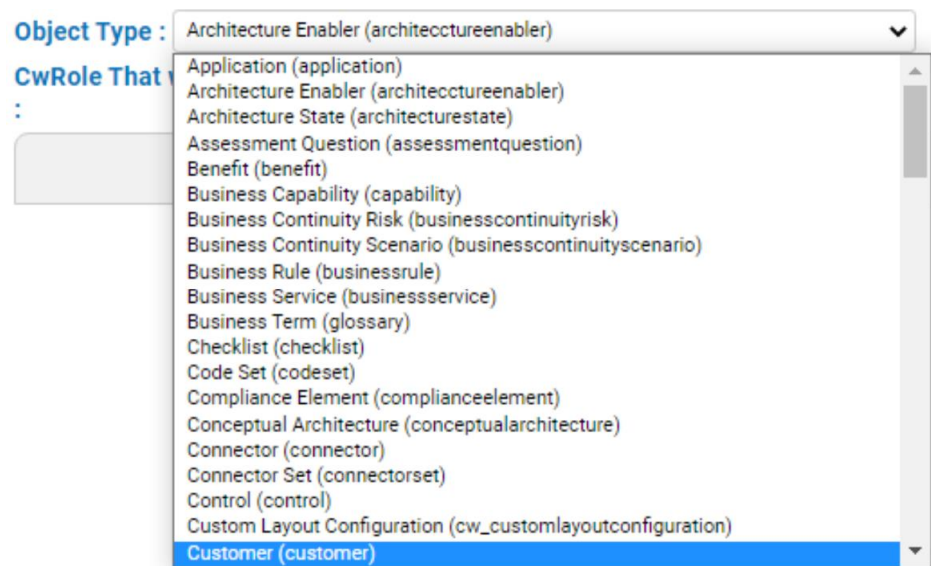 Object Type : Architecture Enabler (architecctureenabler)
CwRole That
:
Application (application)
Architecture Enabler (architecctureenabler)
Architecture State (architecturestate)
Assessment Question (assessmentquestion)
Benefit (benefit)
Business Capability (capability)
Business Continuity Risk (businesscontinuityrisk)
Business Continuity Scenario (businesscontinuityscenario)
Business Rule (businessrule)
Business Service (businessservice)
Business Term (glossary)
Checklist (checklist)
Code Set (codeset)
Compliance Element (complianceelement)
Conceptual Architecture (conceptualarchitecture)
Connector (connector)
Connector Set (connectorset)
Control (control)
Custom Layout Configuration (cw_customlayoutconfiguration)
Customer (customer)